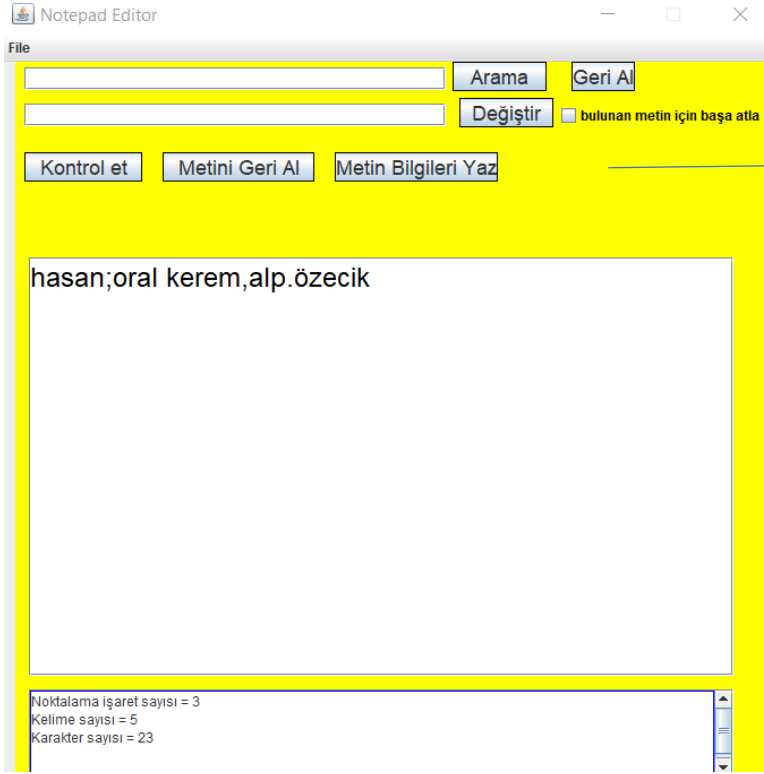 Notepad Editor
File
Arama Geri Al
Değiştir bulunan metin için başa atla
Kontrol et Metini Geri Al Metin Bilgileri Yaz
hasan;oral kerem,alp.özecik
Noktalama işaret sayısı = 3
Kelime sayısı = 5
Karakter sayısı = 23